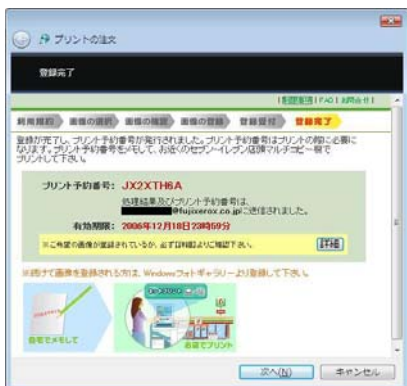 プリントの注文
登録完了
FAQ | お問合せ |
利用規約 画像の選択 画像の確認 画像の登録 登録受付 登録完了
登録が完了し、プリント予約番号が発行されました。プリント予約番号はプリントの際に必要に
なります。プリント予約番号をメモして、お近くのセブン-イレブン店頭マルチコピー機で
プリントして下さい。
プリント予約番号: JX2XTH6A
処理結果及びプリント予約番号は、
@fujixerox.co.jpに送信されました。
有効期限: 2006年12月18日23時59分
※ご希望の画像が登録されているか、必ず詳細よりご確認下さい。
詳細
※続けて画像を登録される方は、Windowsフォトギャラリーより登録して下さい。
自宅でメモして
お店でプリント
次へ(N) キャンセル